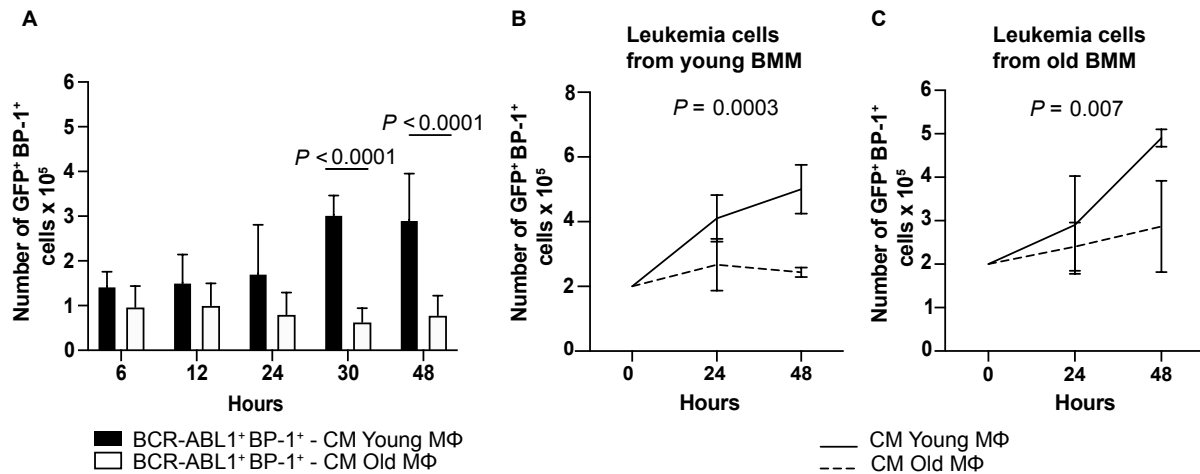 A
Number of GFP⁺ BP-1⁺
cells x 10⁵
6
5
4
3
2
1
0
P < 0.0001
P < 0.0001
6 12 24 30 48
Hours
BCR-ABL1⁺ BP-1⁺ - CM Young MΦ
BCR-ABL1⁺ BP-1⁺ - CM Old MΦ
B
Leukemia cells
from young BMM
P = 0.0003
Number of GFP⁺ BP-1⁺
cells x 10⁵
8
6
4
2
0
0 24 48
Hours
C
Leukemia cells
from old BMM
P = 0.007
Number of GFP⁺ BP-1⁺
cells x 10⁵
6
5
4
3
2
1
0
0 24 48
Hours
CM Young MΦ
CM Old MΦ